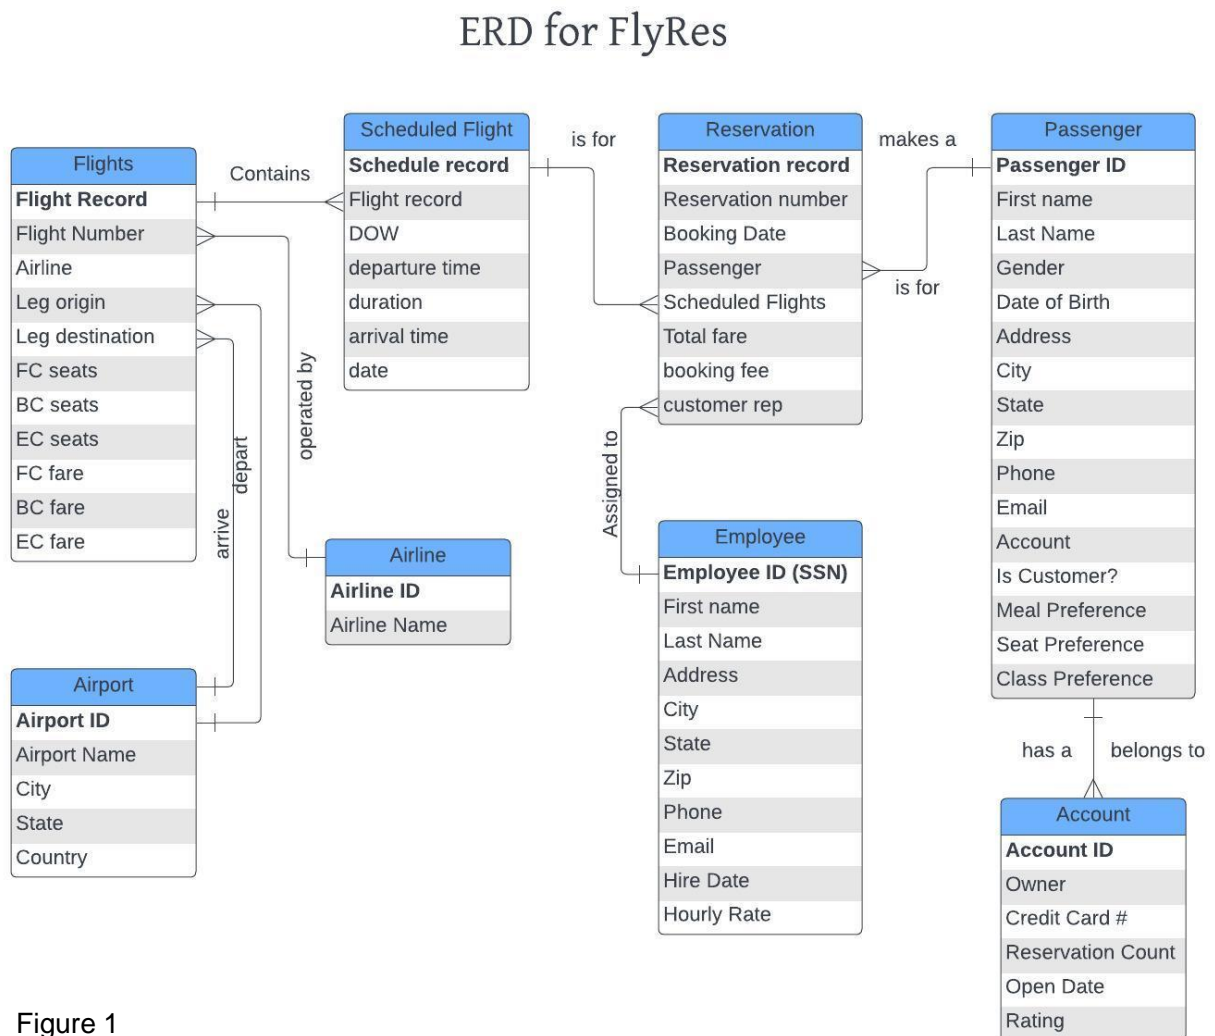 ERD for FlyRes
Flights
Flight Record
Flight Number
Airline
Leg origin
Leg destination
FC seats
BC seats
EC seats
FC fare
BC fare
EC fare
Contains
Scheduled Flight
Schedule record
Flight record
DOW
departure time
duration
arrival time
date
is for
Reservation
Reservation record
Reservation number
Booking Date
Passenger
Scheduled Flights
Total fare
booking fee
customer rep
makes a
is for
Passenger
Passenger ID
First name
Last Name
Gender
Date of Birth
Address
City
State
Zip
Phone
Email
Account
Is Customer?
Meal Preference
Seat Preference
Class Preference
operated by
depart
arrive
Assigned to
Airline
Airline ID
Airline Name
Employee
Employee ID (SSN)
First name
Last Name
Address
City
State
Zip
Phone
Email
Hire Date
Hourly Rate
Airport
Airport ID
Airport Name
City
State
Country
has a
belongs to
Account
Account ID
Owner
Credit Card #
Reservation Count
Open Date
Rating
Figure 1